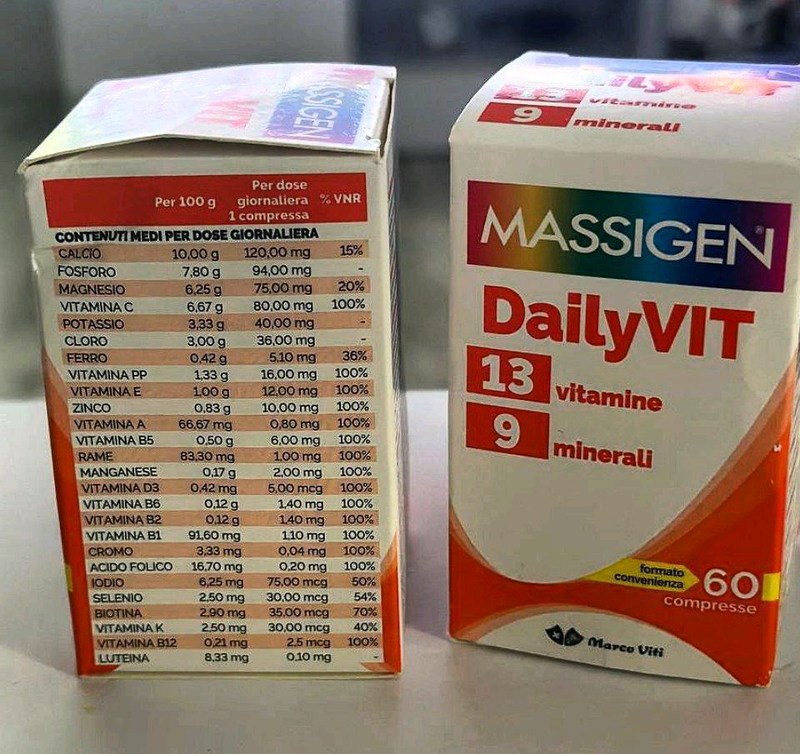 MASSIGEN
Per 100 g Per dose giornaliera 1 compressa % VNR
CONTENUTI MEDI PER DOSE GIORNALIERA
CALCIO 10,00 g 120,00 mg 15%
FOSFORO 7,80 g 94,00 mg -
MAGNESIO 6,25 g 75,00 mg 20%
VITAMINA C 6,67 g 80,00 mg 100%
POTASSIO 3,33 g 40,00 mg -
CLORO 3,00 g 36,00 mg -
FERRO 0,42 g 5,10 mg 36%
VITAMINA PP 1,33 g 16,00 mg 100%
VITAMINA E 1,00 g 12,00 mg 100%
ZINCO 0,83 g 10,00 mg 100%
VITAMINA A 66,67 mg 0,80 mg 100%
VITAMINA B5 0,50 g 6,00 mg 100%
RAME 83,30 mg 1,00 mg 100%
MANGANESE 0,17 g 2,00 mg 100%
VITAMINA D3 0,42 mg 5,00 mcg 100%
VITAMINA B6 0,12 g 1,40 mg 100%
VITAMINA B2 0,12 g 1,40 mg 100%
VITAMINA B1 91,60 mg 1,10 mg 100%
CROMO 3,33 mg 0,04 mg 100%
ACIDO FOLICO 16,70 mg 0,20 mg 100%
IODIO 6,25 mg 75,00 mcg 50%
SELENIO 2,50 mg 30,00 mcg 54%
BIOTINA 2,90 mg 35,00 mcg 70%
VITAMINA K 2,50 mg 30,00 mcg 40%
VITAMINA B12 0,21 mg 2,5 mcg 100%
LUTEINA 8,33 mg 0,10 mg -
13 vitamine
9 minerali
MASSIGEN®
DailyVIT
13 vitamine
9 minerali
formato
convenienza
60
compresse
Marco Viti